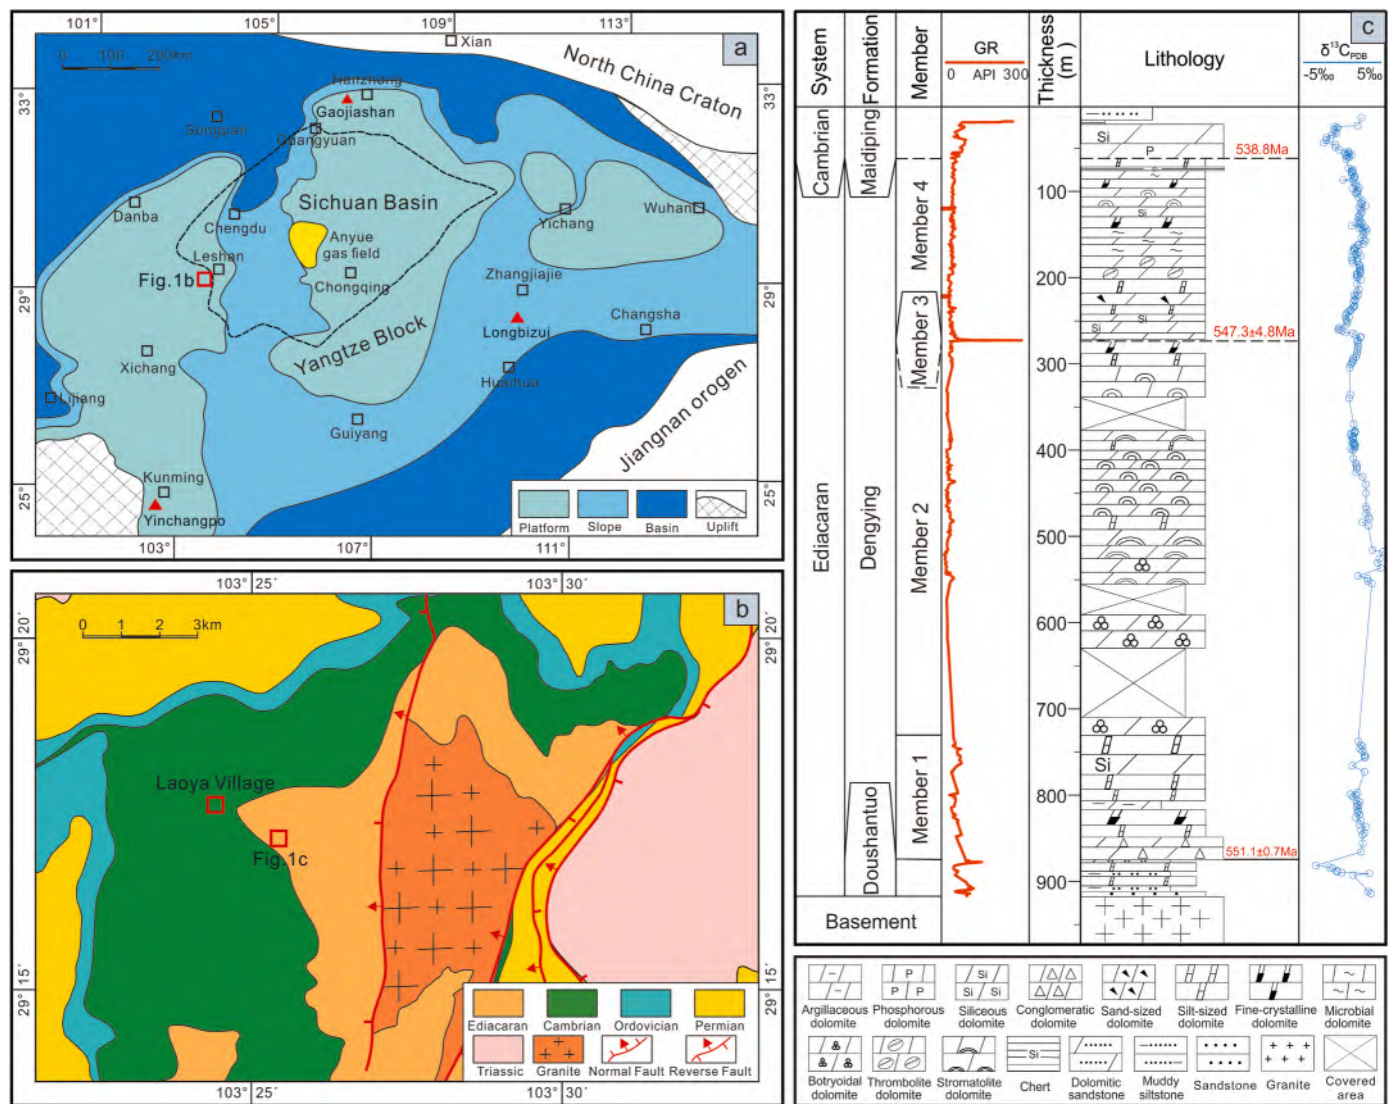 101°
105°
109°
113°
a
0 100 200km
Xian
North China Craton
Hanzhong
Gaojiashan
Guangyuan
Songpan
33°
33°
Sichuan Basin
Danba
Chengdu
Anyue
gas field
Yichang
Wuhan
Leshan
Fig.1b
Chongqing
Zhangjiajie
29°
29°
Longbizui
Changsha
Yangtze Block
Xichang
Lijiang
Huaihua
Guiyang
Jiangnan orogen
Kunming
Yinchangpo
25°
25°
Platform
Slope
Basin
Uplift
103°
107°
111°
103° 25′
103° 30′
b
0 1 2 3km
29° 20′
29° 20′
Laoya Village
Fig.1c
29° 15′
29° 15′
Ediacaran
Cambrian
Ordovician
Permian
Triassic
Granite
Normal Fault
Reverse Fault
103° 25′
103° 30′
c
System
Formation
Member
GR
0 API 300
Thickness
(m)
Lithology
δ¹³C PDB
-5‰ 5‰
Cambrian
Maidiping
Si
P
538.8Ma
100
Member 4
Si
200
Member 3
Si
Si
547.3±4.8Ma
300
400
Ediacaran
Dengying
Member 2
500
600
700
Member 1
Si
800
Doushantuo
551.1±0.7Ma
900
Basement
P
P P
Si
Si Si
Argillaceous
dolomite
Phosphorous
dolomite
Siliceous
dolomite
Conglomeratic
dolomite
Sand-sized
dolomite
Silt-sized
dolomite
Fine-crystalline
dolomite
Microbial
dolomite
Si
Botryoidal
dolomite
Thrombolite
dolomite
Stromatolite
dolomite
Chert
Dolomitic
sandstone
Muddy
siltstone
Sandstone
Granite
Covered
area